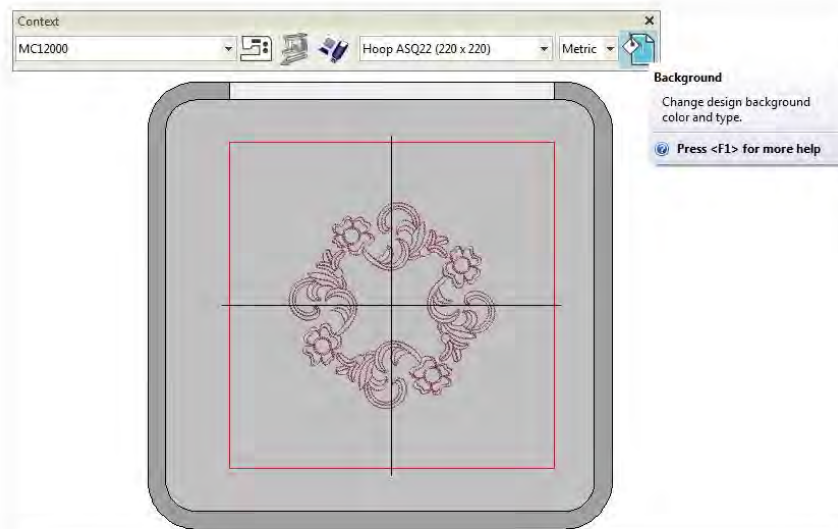 Context
MC12000 Hoop ASQ22 (220 x 220) Metric
Background
Change design background
color and type.
Press <F1> for more help